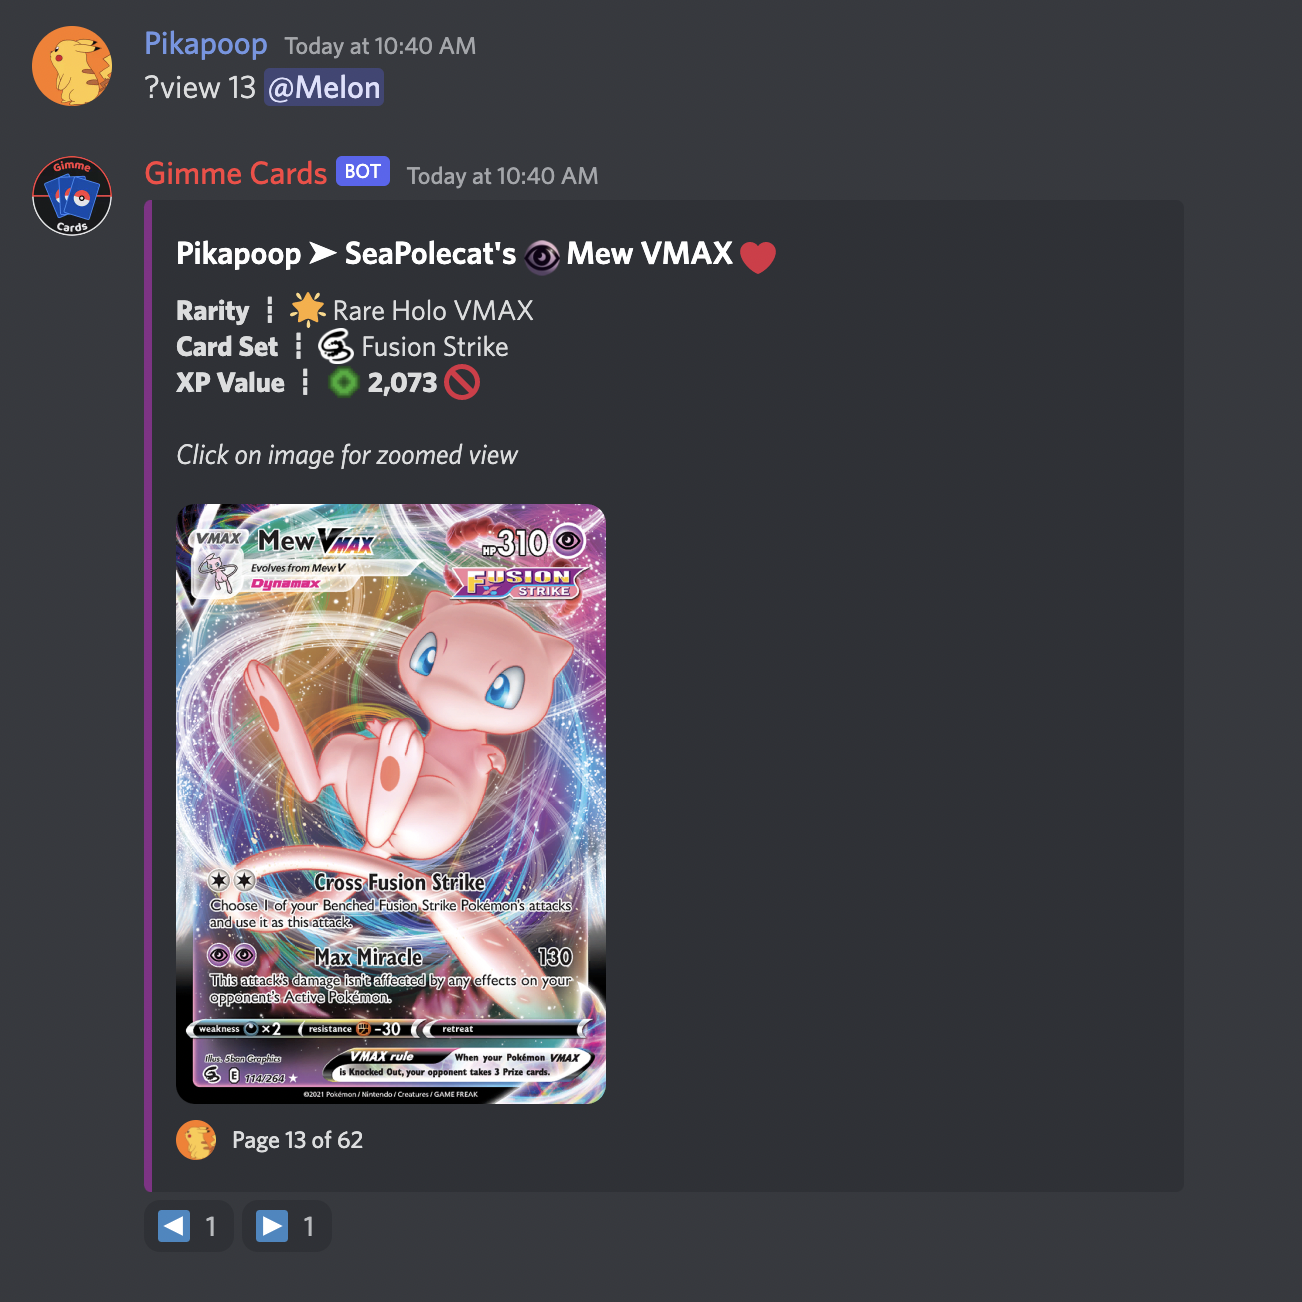 Pikapoop Today at 10:40 AM
?view 13 @Melon
Gimme
Cards
Gimme Cards BOT Today at 10:40 AM
Pikapoop ➤ SeaPolecat's Mew VMAX
Rarity ┋ Rare Holo VMAX
Card Set ┋ Fusion Strike
XP Value ┋ 2,073
Click on image for zoomed view
VMAX Mew VMAX HP 310
Evolves from Mew V
Dynamax
FUSION
STRIKE
Cross Fusion Strike
Choose 1 of your Benched Fusion Strike Pokémon's attacks
and use it as this attack.
Max Miracle 130
This attack's damage isn't affected by any effects on your
opponent's Active Pokémon.
weakness ×2 resistance -30 retreat
Illus. 5ban Graphics
VMAX rule When your Pokémon VMAX
is Knocked Out, your opponent takes 3 Prize cards.
E 114/264 ★
©2021 Pokémon / Nintendo / Creatures / GAME FREAK
Page 13 of 62
1 1